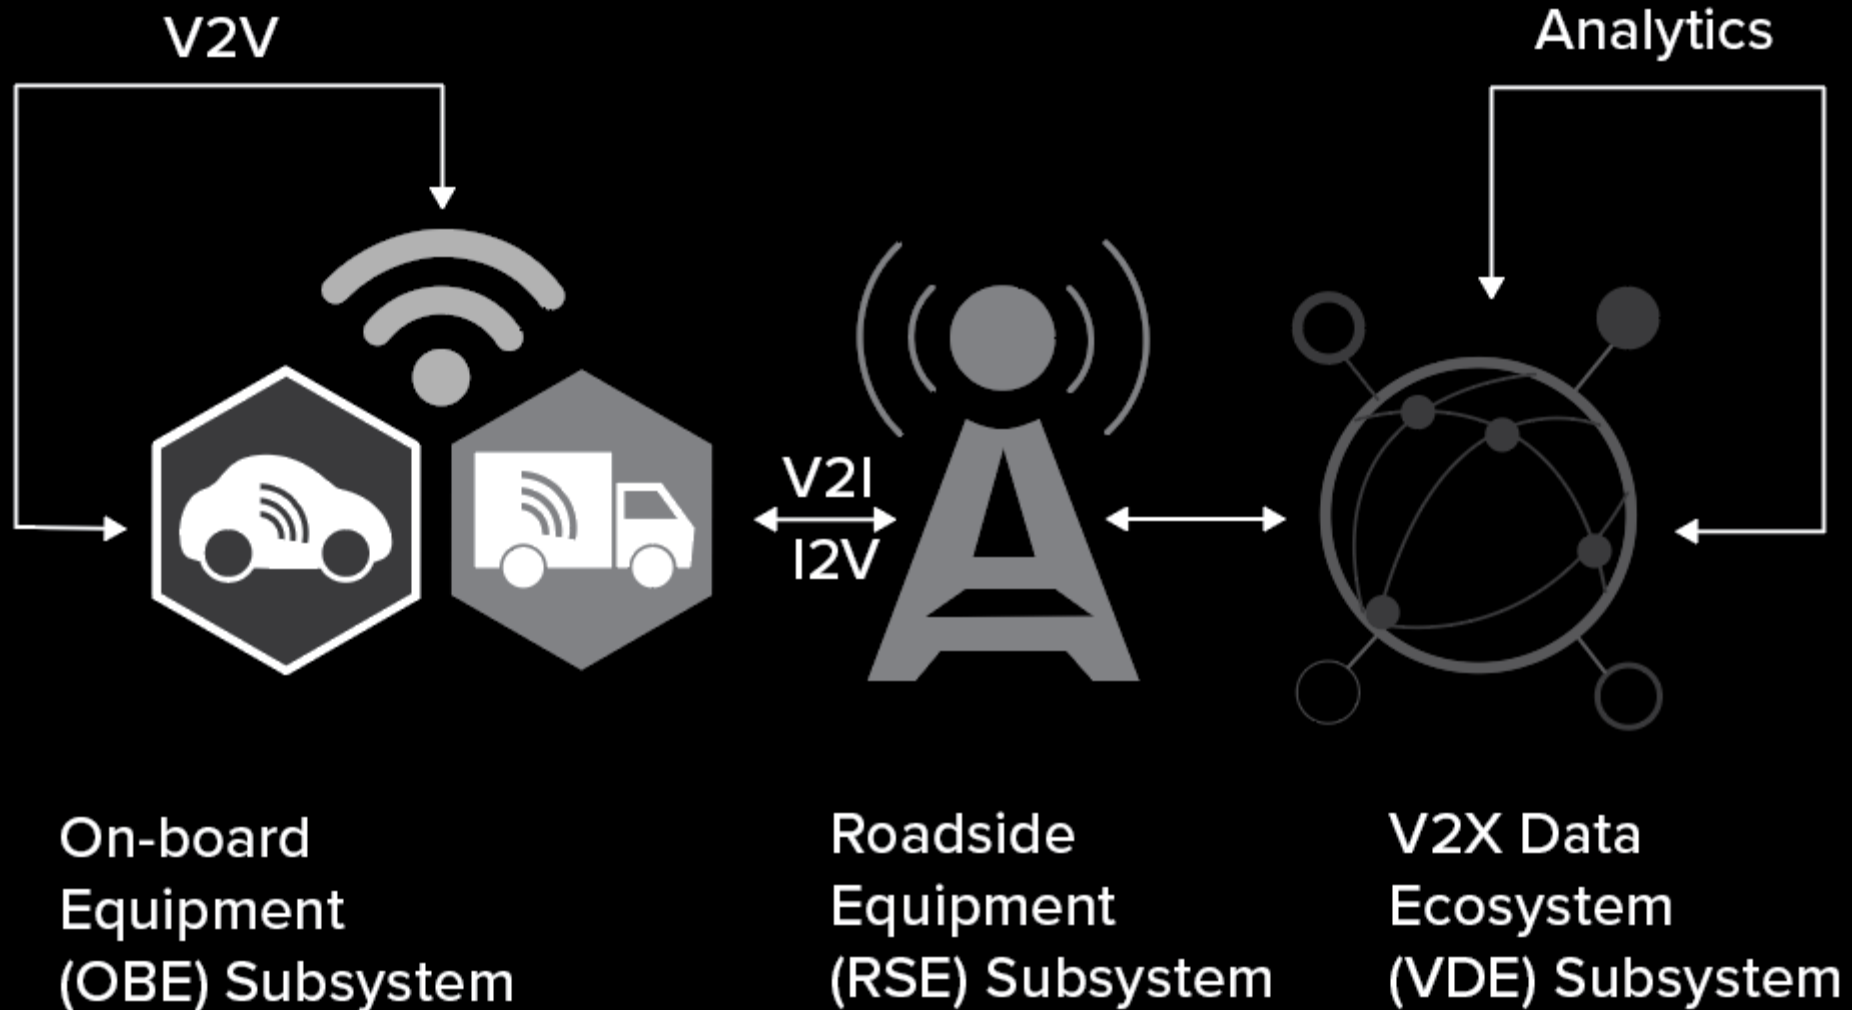 V2V
Analytics
V2I
I2V
On-board
Equipment
(OBE) Subsystem
Roadside
Equipment
(RSE) Subsystem
V2X Data
Ecosystem
(VDE) Subsystem